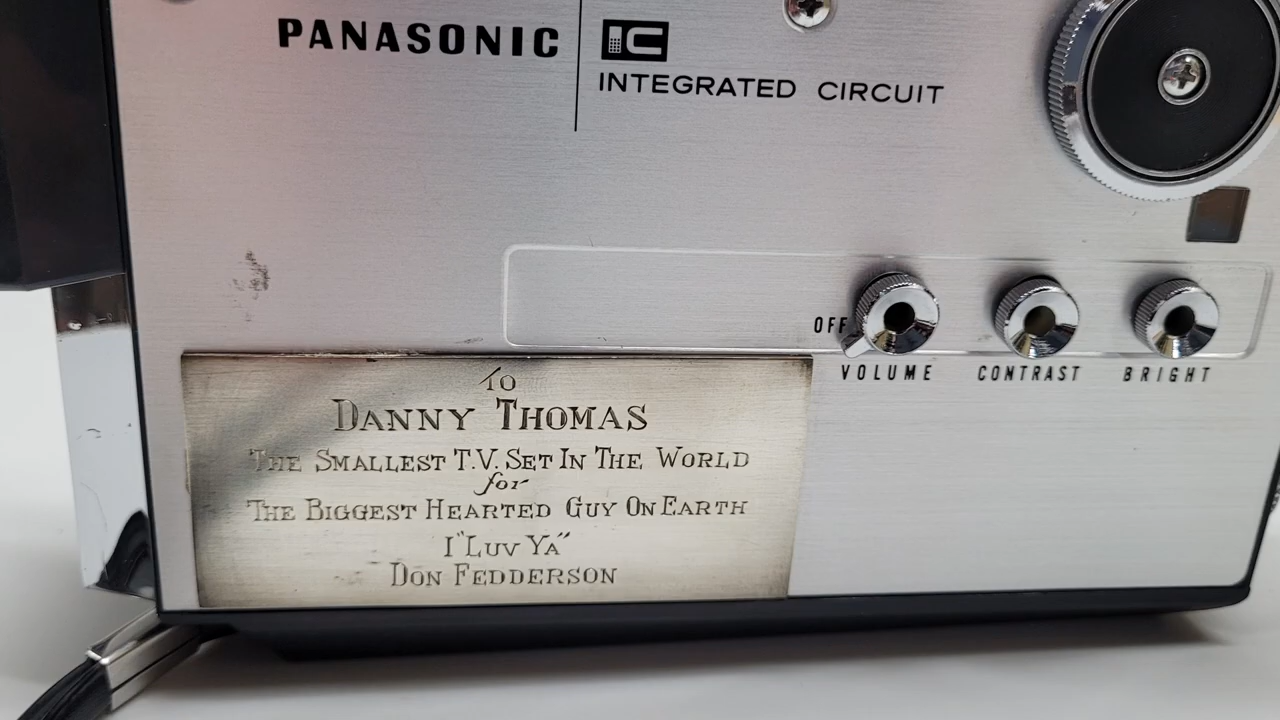 PANASONIC
IC
INTEGRATED CIRCUIT
OFF
VOLUME
CONTRAST
BRIGHT
To
DANNY THOMAS
THE SMALLEST T.V. SET IN THE WORLD
for
THE BIGGEST HEARTED GUY ON EARTH
I "LUV YA"
DON FEDDERSON